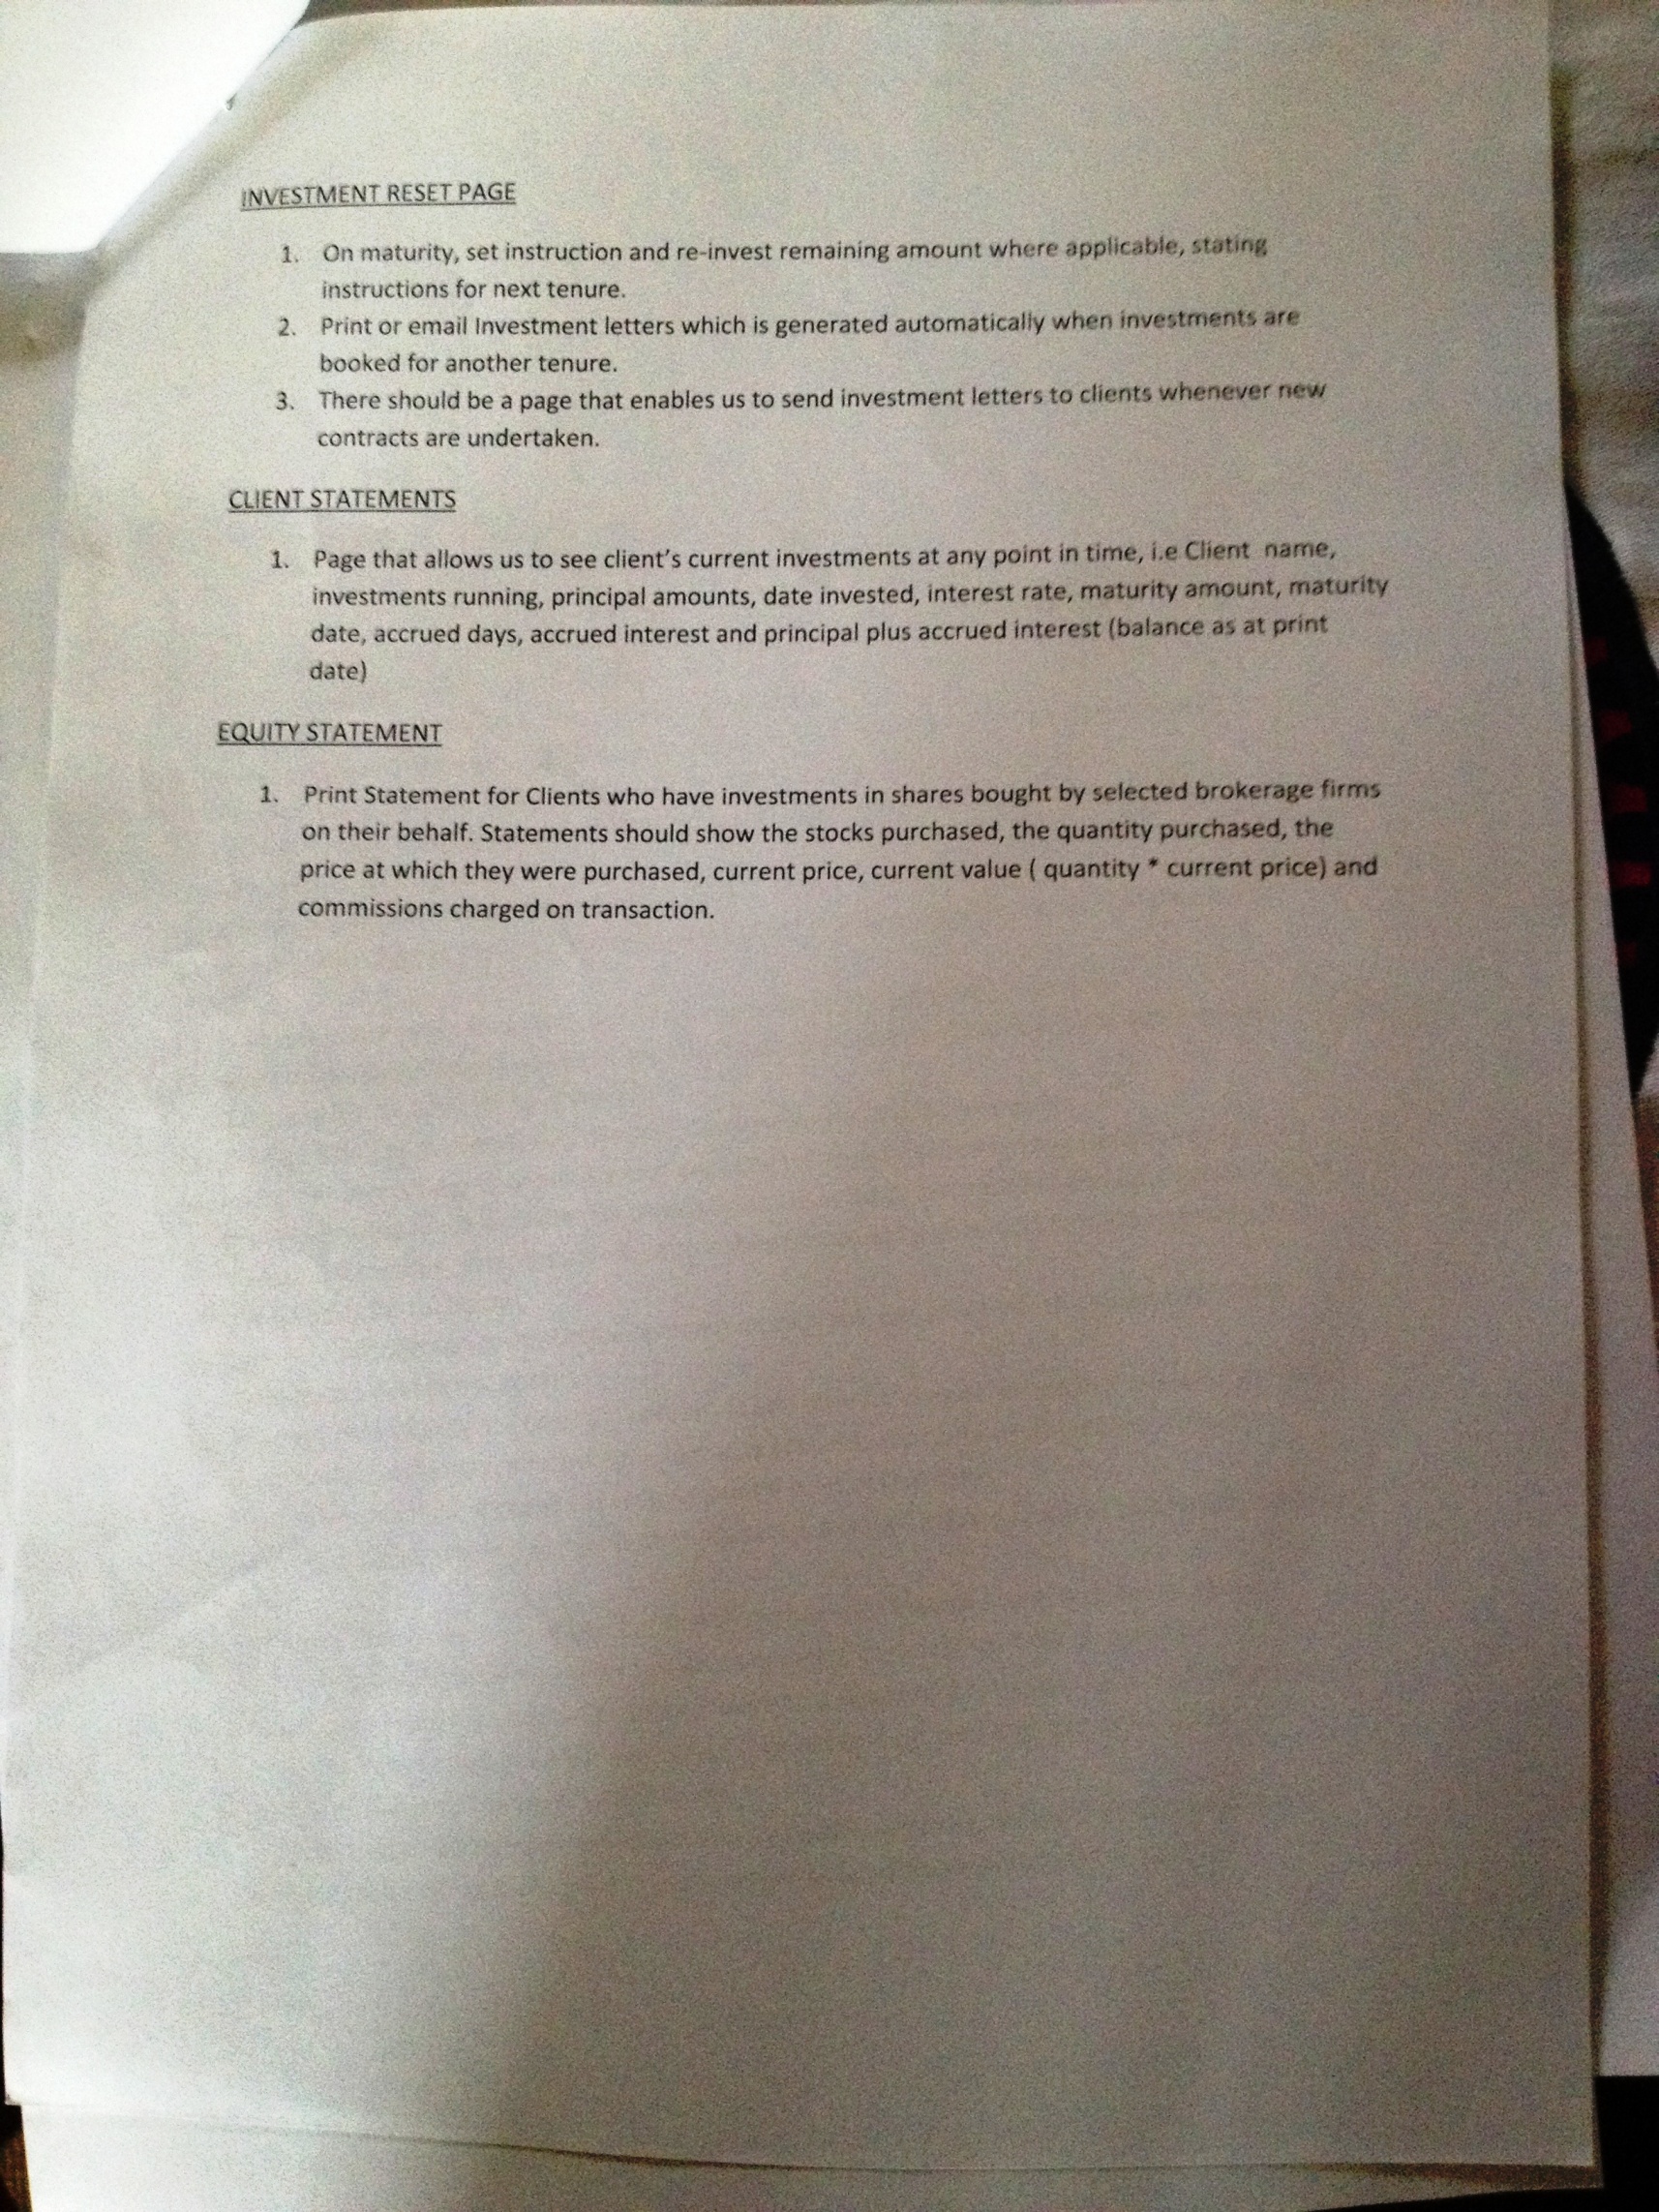 INVESTMENT RESET PAGE
1. On maturity, set instruction and re-invest remaining amount where applicable, stating
instructions for next tenure.
2. Print or email Investment letters which is generated automatically when investments are
booked for another tenure.
3. There should be a page that enables us to send investment letters to clients whenever new
contracts are undertaken.
CLIENT STATEMENTS
1. Page that allows us to see client's current investments at any point in time, i.e Client name,
investments running, principal amounts, date invested, interest rate, maturity amount, maturity
date, accrued days, accrued interest and principal plus accrued interest (balance as at print
date)
EQUITY STATEMENT
1. Print Statement for Clients who have investments in shares bought by selected brokerage firms
on their behalf. Statements should show the stocks purchased, the quantity purchased, the
price at which they were purchased, current price, current value ( quantity * current price) and
commissions charged on transaction.